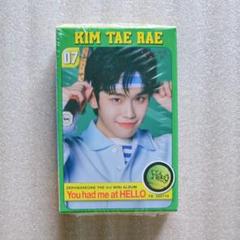 KIM TAE RAE
07
ZEROBASEONE THE 3rd MINI ALBUM
You had me at HELLO